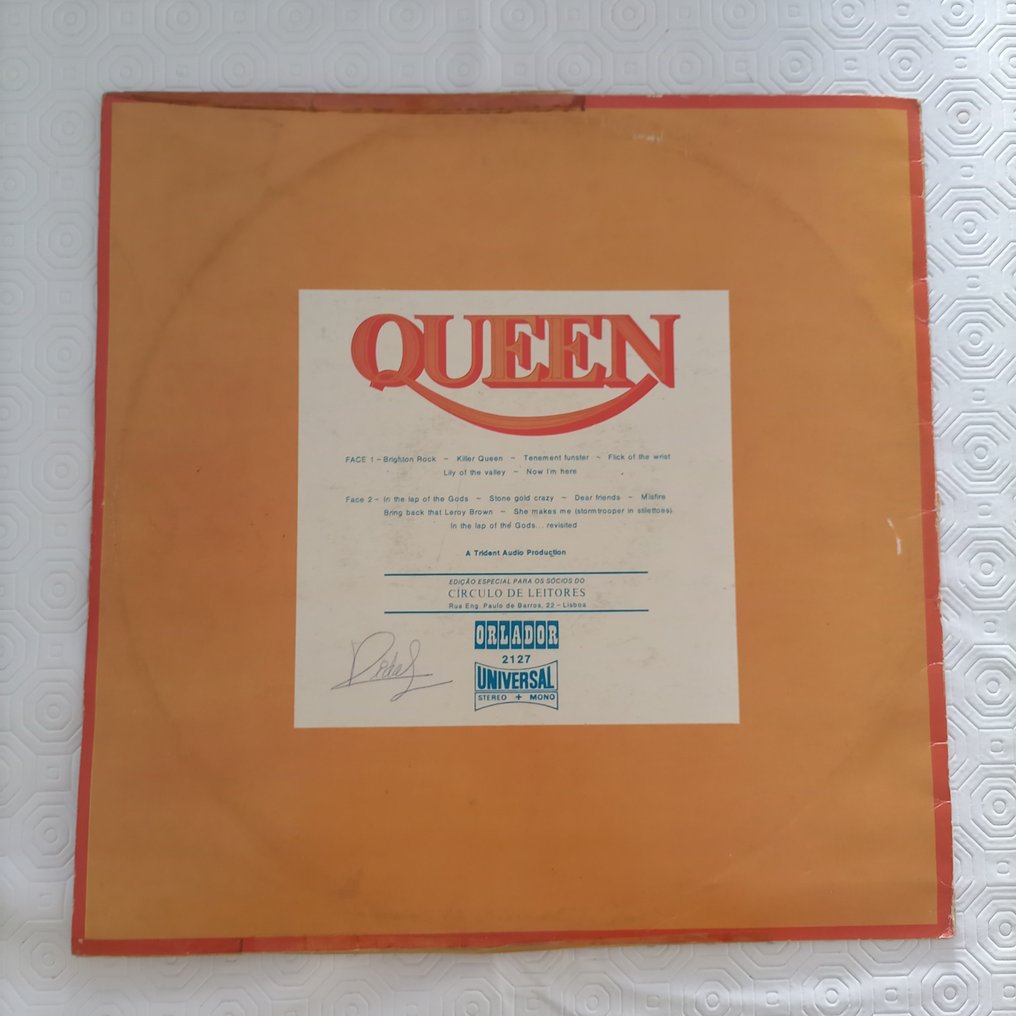 QUEEN
FACE 1 – Brighton Rock ~ Killer Queen ~ Tenement funster ~ Flick of the wrist
Lily of the valley ~ Now I'm here
Face 2 – In the lap of the Gods ~ Stone gold crazy ~ Dear friends ~ Misfire
Bring back that Leroy Brown ~ She makes me (stormtrooper in stilettoes)
In the lap of the Gods... revisited
A Trident Audio Production
EDIÇÃO ESPECIAL PARA OS SÓCIOS DO
CÍRCULO DE LEITORES
Rua Eng. Paulo de Barros, 22 – Lisboa
ORLADOR
2127
UNIVERSAL
STEREO + MONO